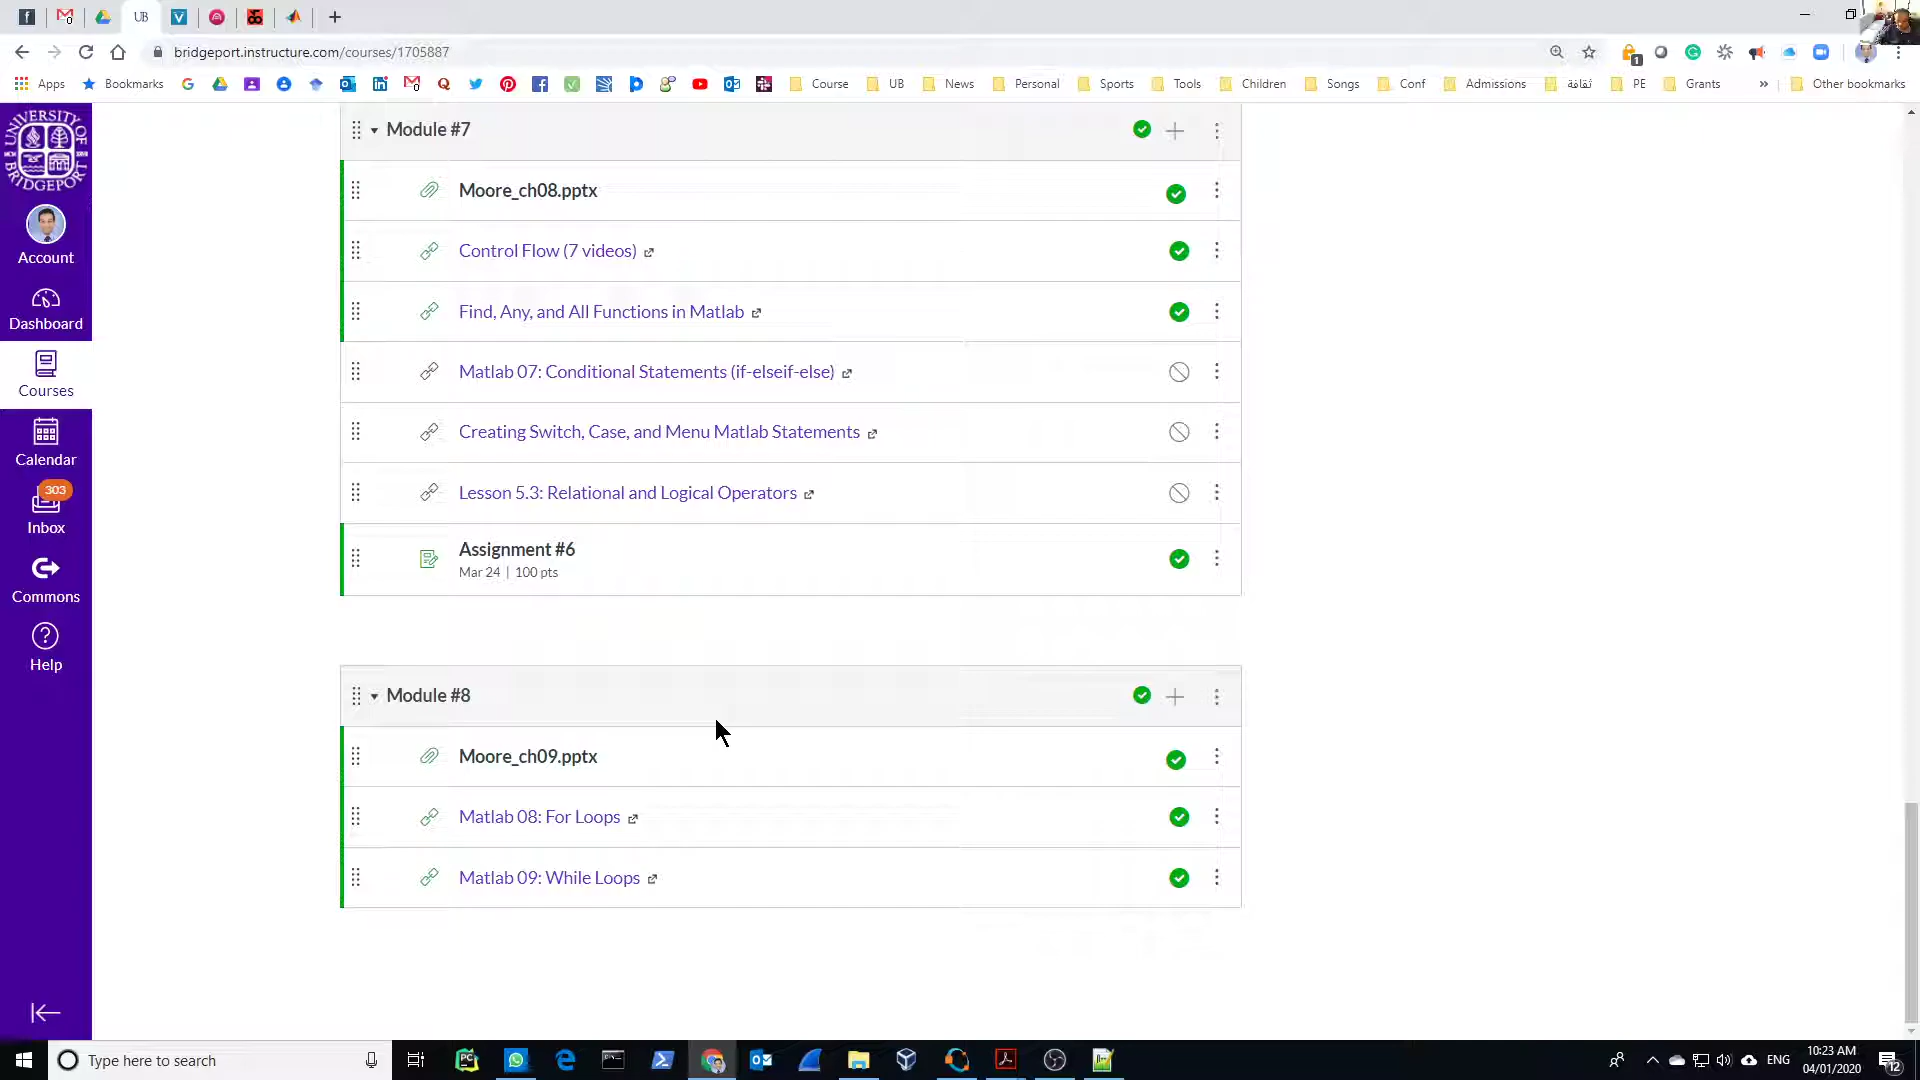 UB
bridgeport.instructure.com/courses/1705887
Apps
Bookmarks
Course
UB
News
Personal
Sports
Tools
Children
Songs
Conf
Admissions
ثقافة
PE
Grants
»
Other bookmarks
UNIVERSITY OF BRIDGEPORT
Account
Dashboard
Courses
Calendar
303
Inbox
Commons
Help
Module #7
Moore_ch08.pptx
Control Flow (7 videos)
Find, Any, and All Functions in Matlab
Matlab 07: Conditional Statements (if-elseif-else)
Creating Switch, Case, and Menu Matlab Statements
Lesson 5.3: Relational and Logical Operators
Assignment #6
Mar 24 | 100 pts
Module #8
Moore_ch09.pptx
Matlab 08: For Loops
Matlab 09: While Loops
Type here to search
ENG
10:23 AM
04/01/2020
12